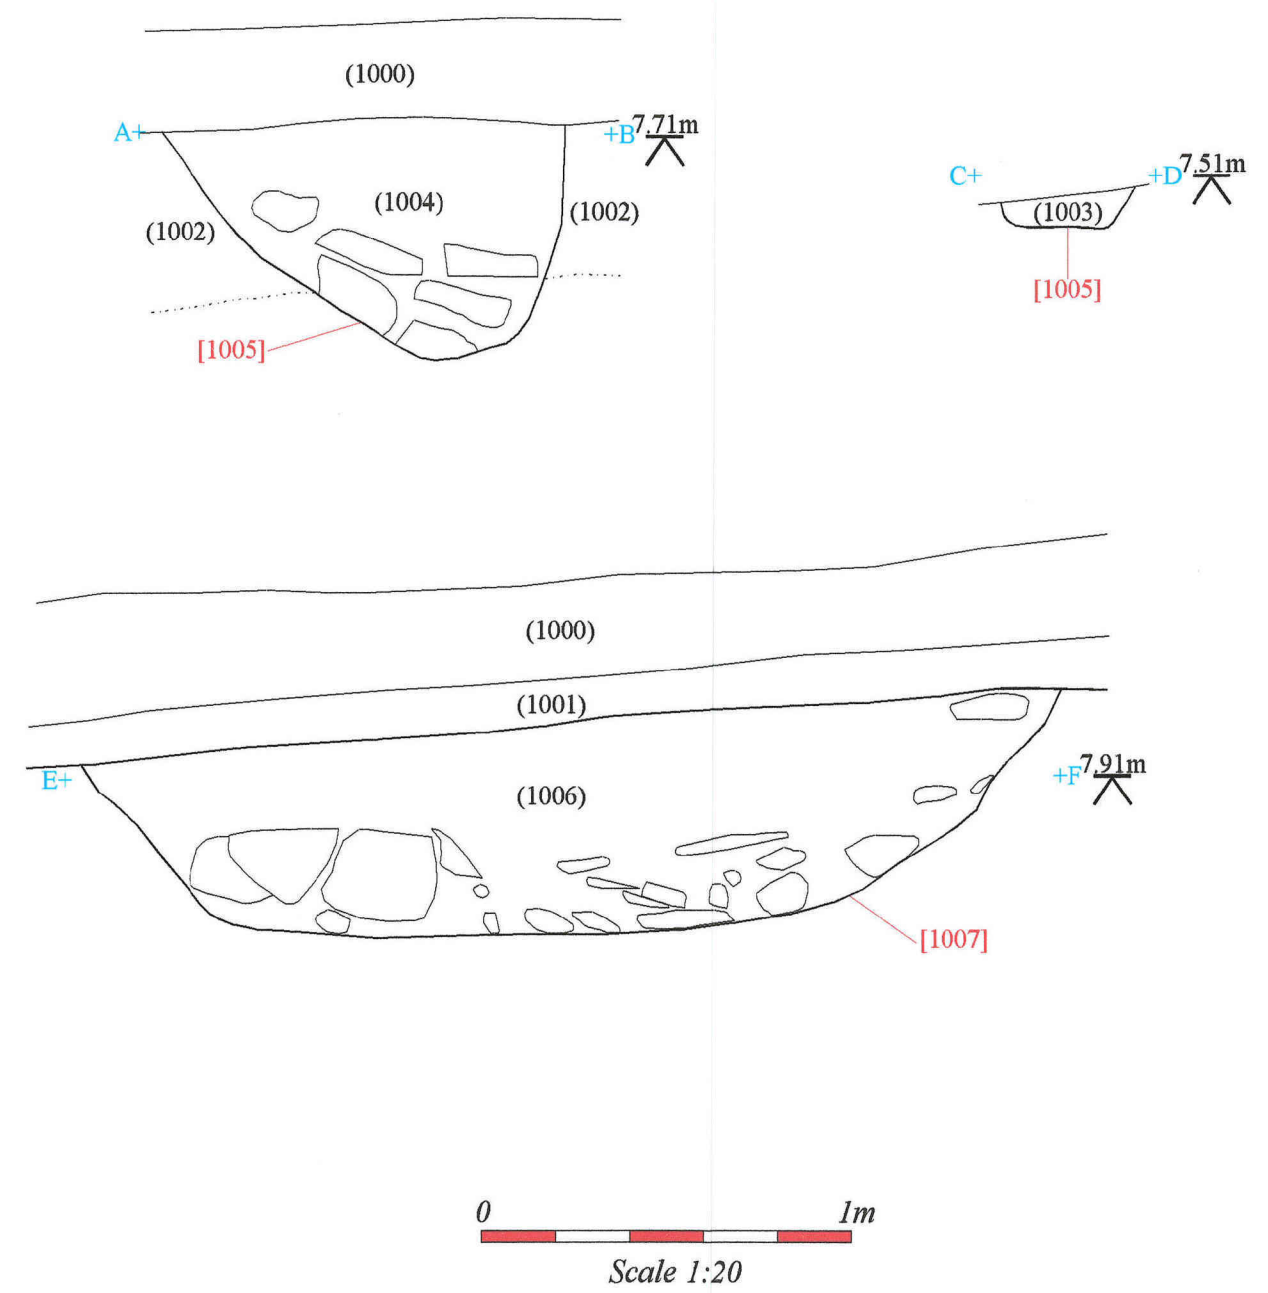 (1000)
A+
+B
7.71m
C+
+D
7.51m
(1004)
(1002)
(1002)
(1003)
[1005]
[1005]
(1000)
(1001)
E+
+F
7.91m
(1006)
[1007]
0
1m
Scale 1:20